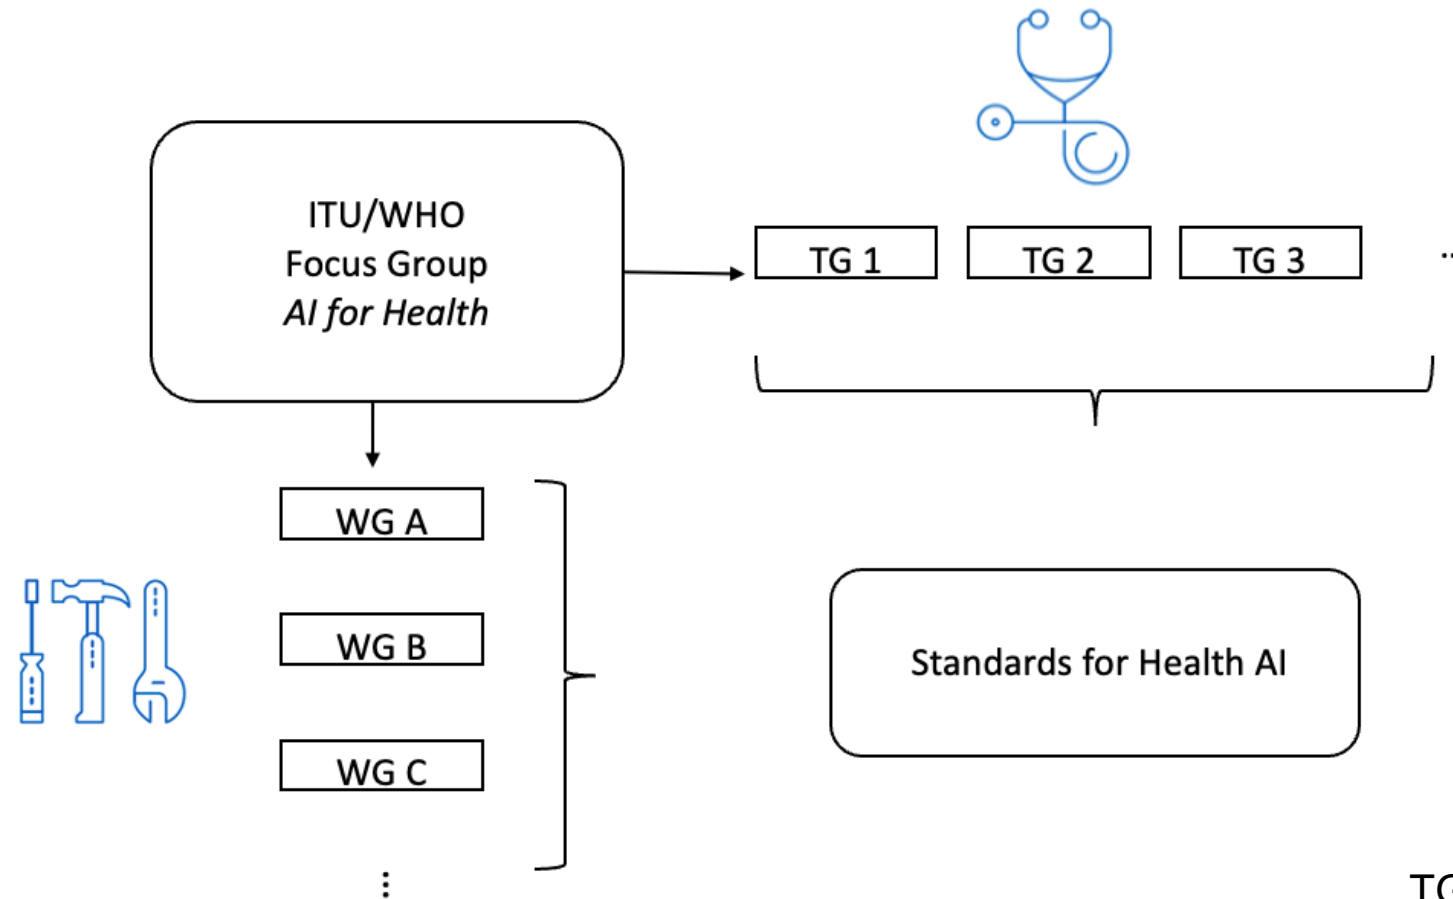 ITU/WHO
Focus Group
AI for Health
TG 1
TG 2
TG 3
..
WG A
WG B
WG C
⋮
Standards for Health AI
TG